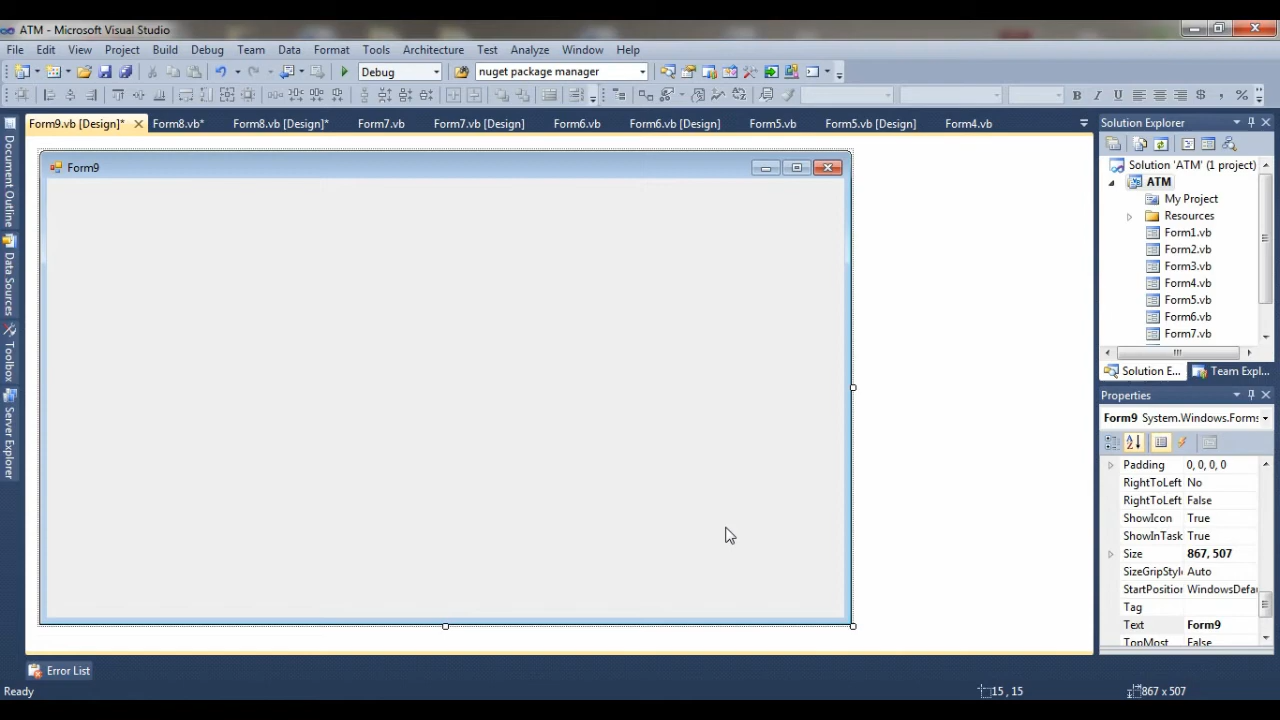 ATM - Microsoft Visual Studio
File Edit View Project Build Debug Team Data Format Tools Architecture Test Analyze Window Help
Debug nuget package manager
Form9.vb [Design]* Form8.vb* Form8.vb [Design]* Form7.vb Form7.vb [Design] Form6.vb Form6.vb [Design] Form5.vb Form5.vb [Design] Form4.vb
Document Outline
Data Sources
Toolbox
Server Explorer
Form9
Solution Explorer
Solution 'ATM' (1 project)
ATM
My Project
Resources
Form1.vb
Form2.vb
Form3.vb
Form4.vb
Form5.vb
Form6.vb
Form7.vb
Solution E... Team Expl...
Properties
Form9 System.Windows.Forms
Padding 0, 0, 0, 0
RightToLeft No
RightToLeft False
ShowIcon True
ShowInTask True
Size 867, 507
SizeGripStyl Auto
StartPosition WindowsDefau
Tag
Text Form9
TopMost False
Error List
Ready 15 , 15 867 x 507